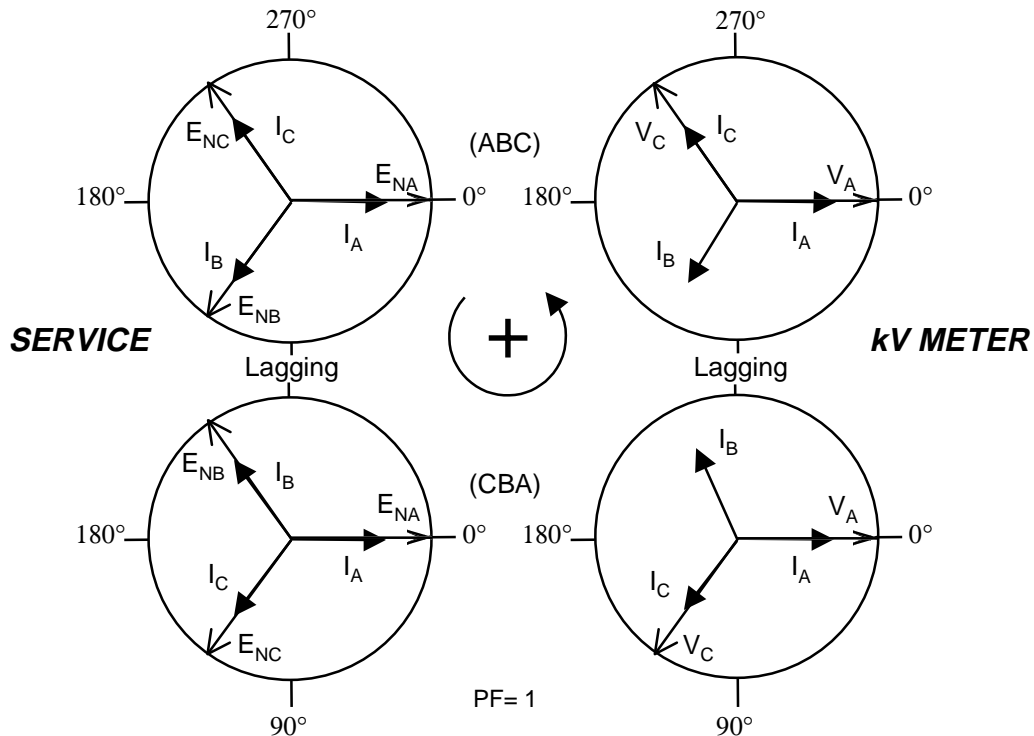 270° 270°
I_C I_C
E_NC (ABC) V_C
E_NA V_A
180° 0° 180° 0°
I_B I_A I_B I_A
E_NB
SERVICE + kV METER
Lagging Lagging
I_B I_B
E_NB (CBA)
E_NA V_A
180° 0° 180° 0°
I_C I_A I_C I_A
E_NC V_C
PF= 1
90° 90°